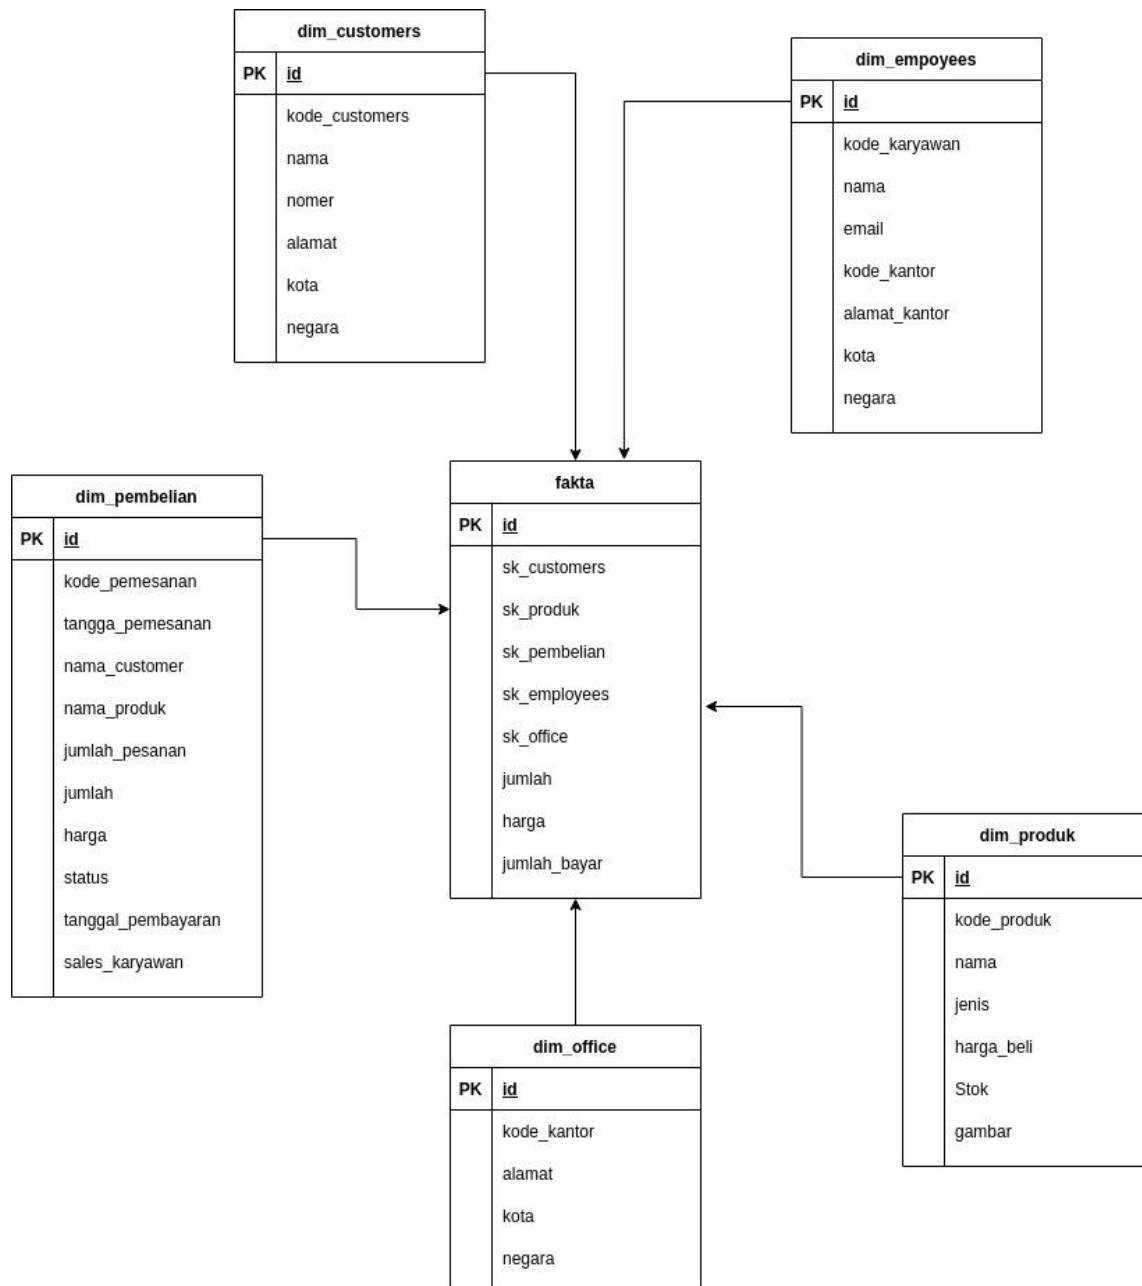 dim_customers
PK id
kode_customers
nama
nomer
alamat
kota
negara
dim_empoyees
PK id
kode_karyawan
nama
email
kode_kantor
alamat_kantor
kota
negara
dim_pembelian
PK id
kode_pemesanan
tangga_pemesanan
nama_customer
nama_produk
jumlah_pesanan
jumlah
harga
status
tanggal_pembayaran
sales_karyawan
fakta
PK id
sk_customers
sk_produk
sk_pembelian
sk_employees
sk_office
jumlah
harga
jumlah_bayar
dim_produk
PK id
kode_produk
nama
jenis
harga_beli
Stok
gambar
dim_office
PK id
kode_kantor
alamat
kota
negara